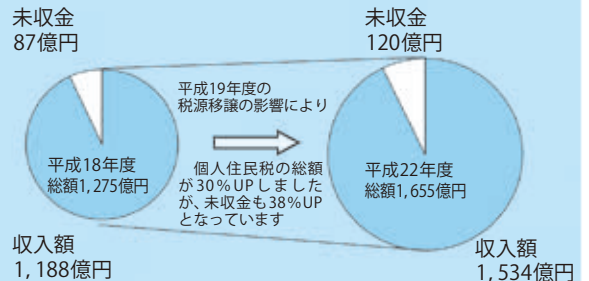 未収金
87億円
平成18年度
総額1,275億円
収入額
1,188億円
平成19年度の
税源移譲の影響により
個人住民税の総額
が30％UPしました
が、未収金も38％UP
となっています
未収金
120億円
平成22年度
総額1,655億円
収入額
1,534億円